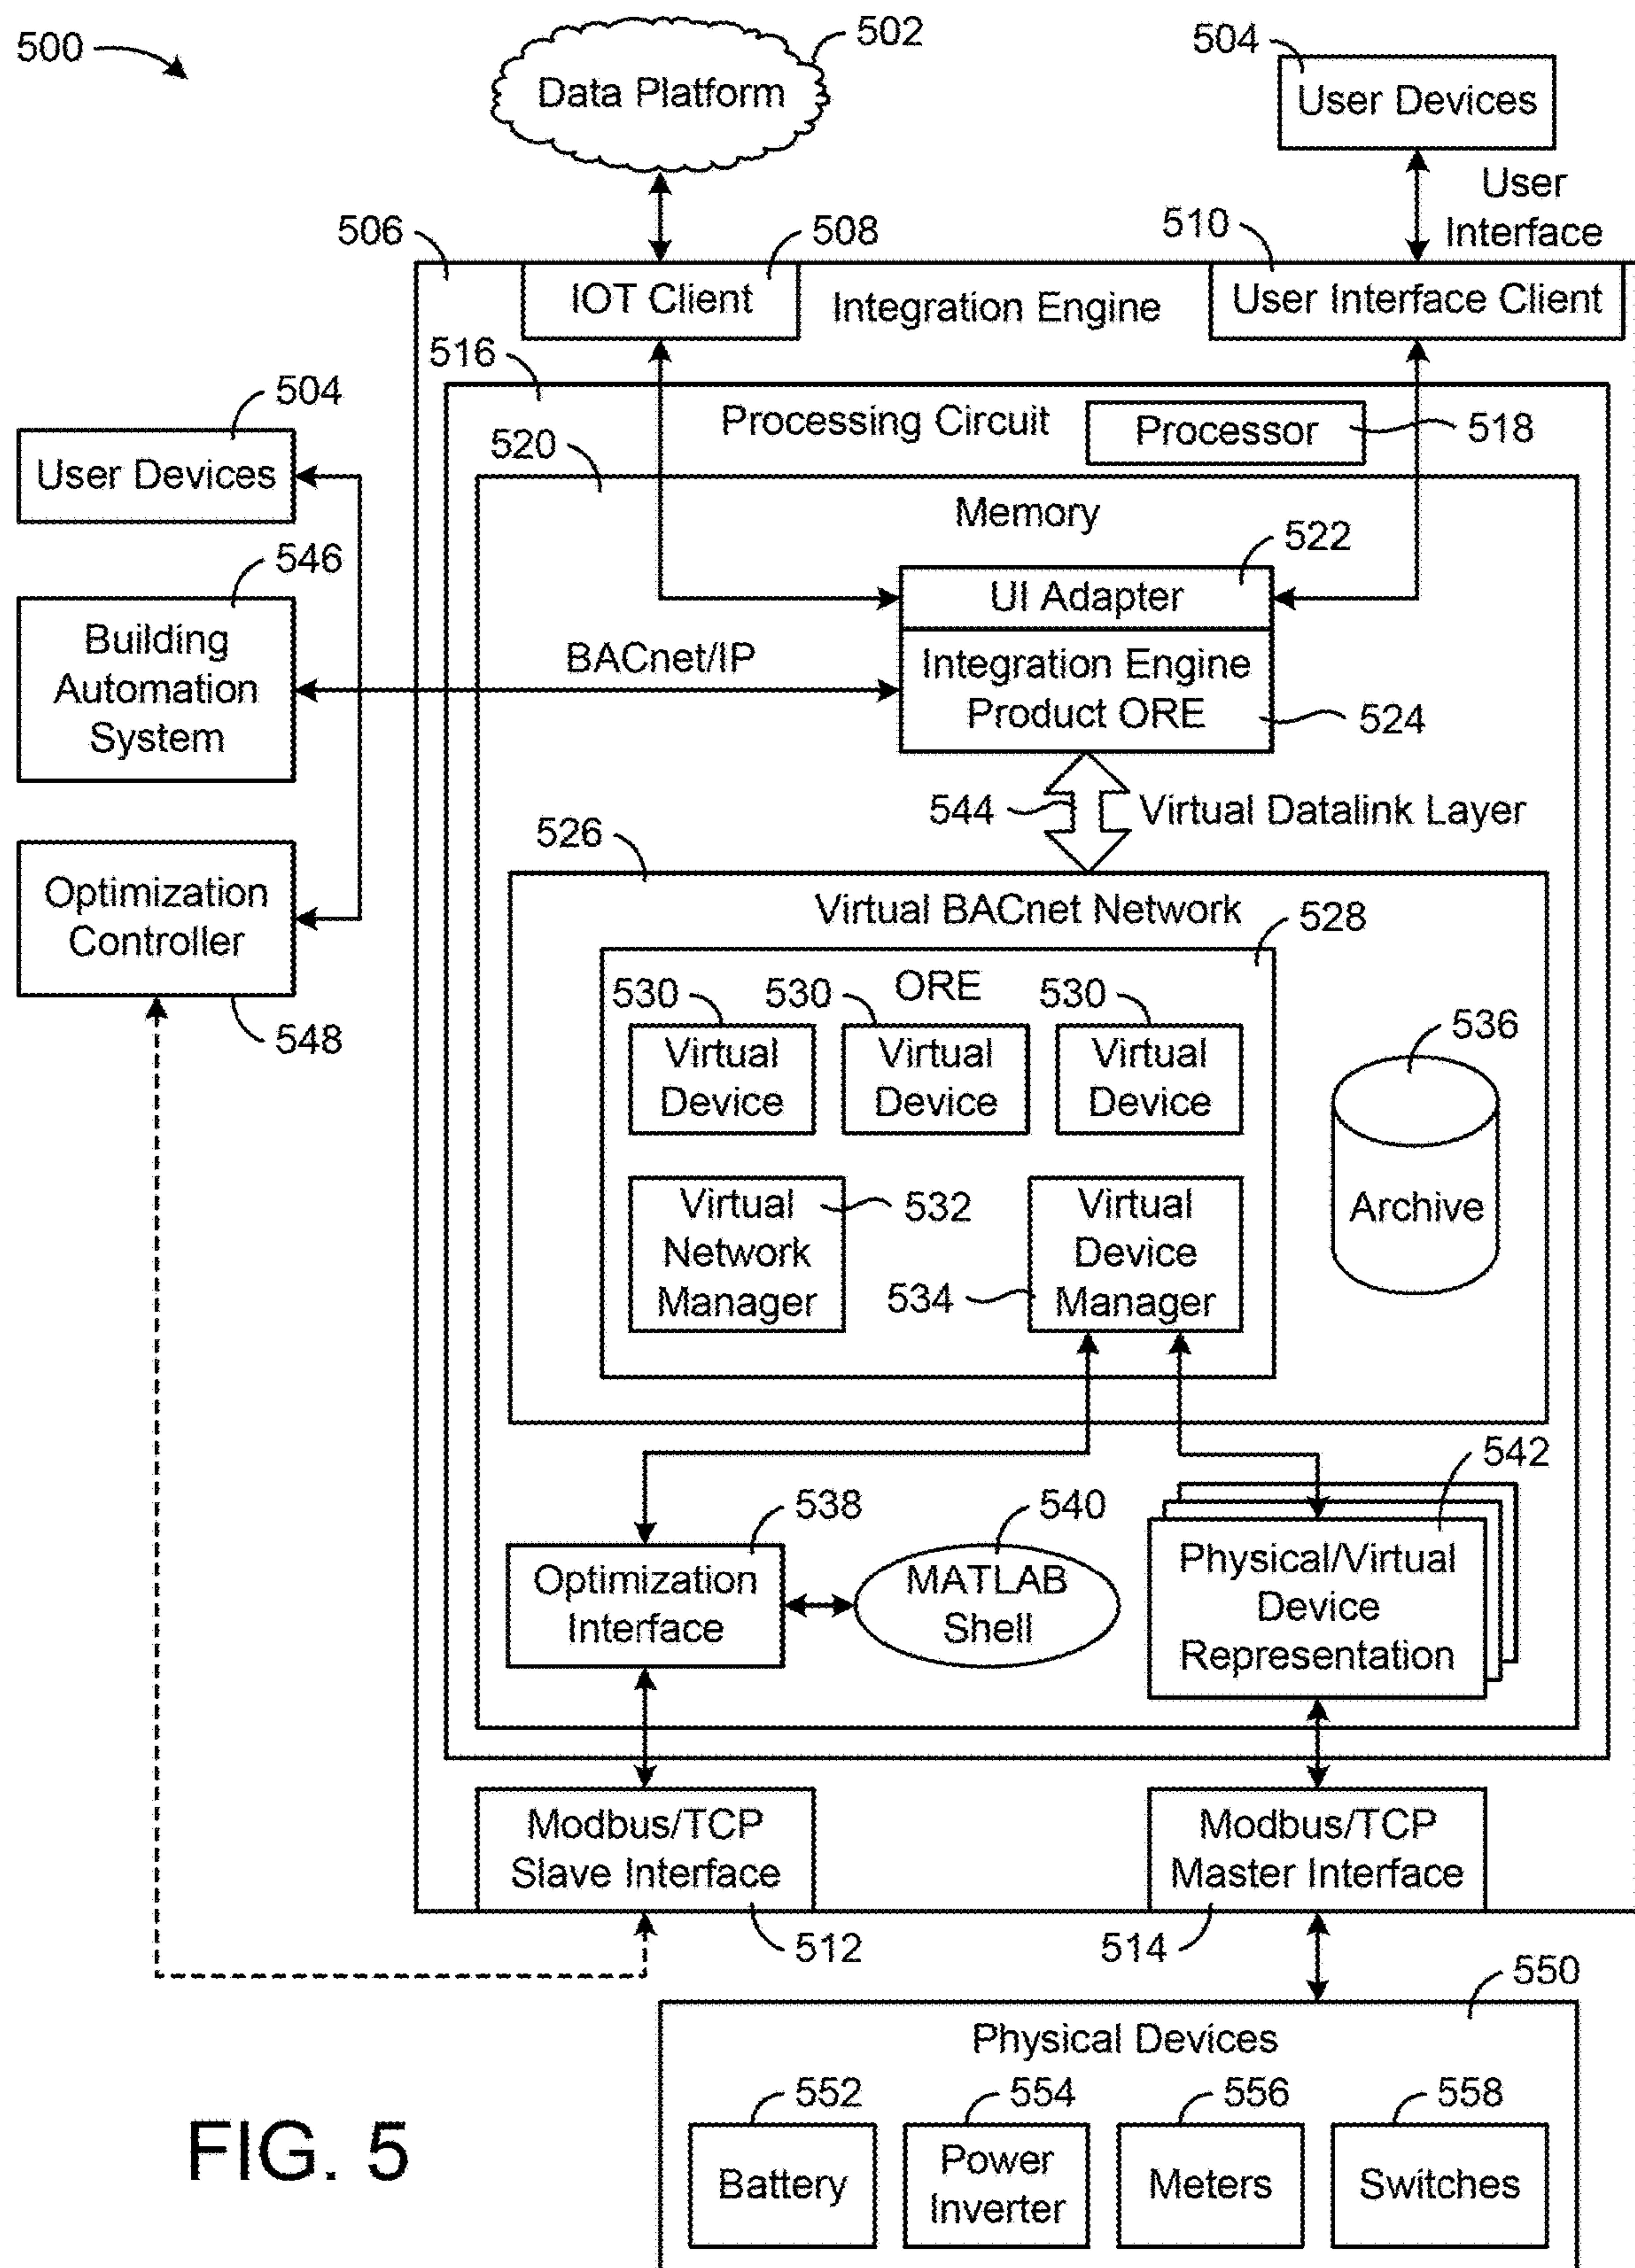 500
502
Data Platform
504
User Devices
User
Interface
506
508
510
IOT Client
Integration Engine
User Interface Client
516
504
Processing Circuit
Processor
518
520
User Devices
Memory
546
522
UI Adapter
Building
Automation
System
BACnet/IP
Integration Engine
Product ORE
524
544
Virtual Datalink Layer
526
Optimization
Controller
548
Virtual BACnet Network
528
ORE
530
530
530
Virtual
Device
Virtual
Device
Virtual
Device
536
Archive
Virtual
Network
Manager
532
Virtual
Device
Manager
534
542
538
540
Optimization
Interface
MATLAB
Shell
Physical/Virtual
Device
Representation
Modbus/TCP
Slave Interface
Modbus/TCP
Master Interface
512
514
550
Physical Devices
552
554
556
558
Battery
Power
Inverter
Meters
Switches
FIG. 5